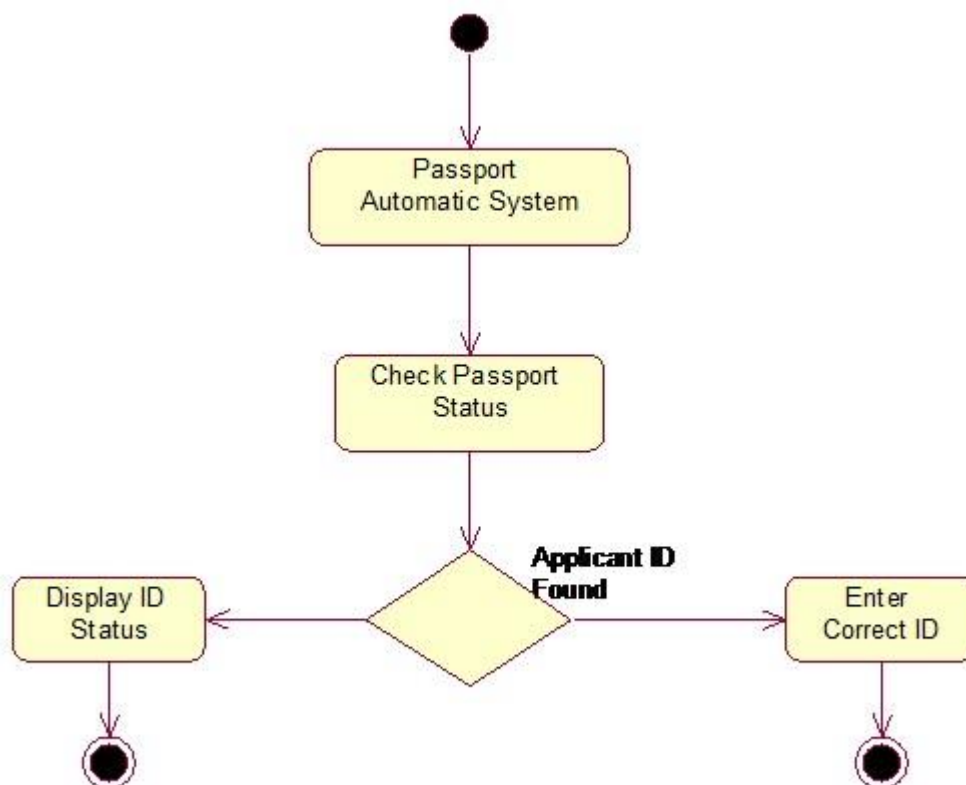 Passport
Automatic System
Check Passport
Status
Applicant ID
Found
Display ID
Status
Enter
Correct ID